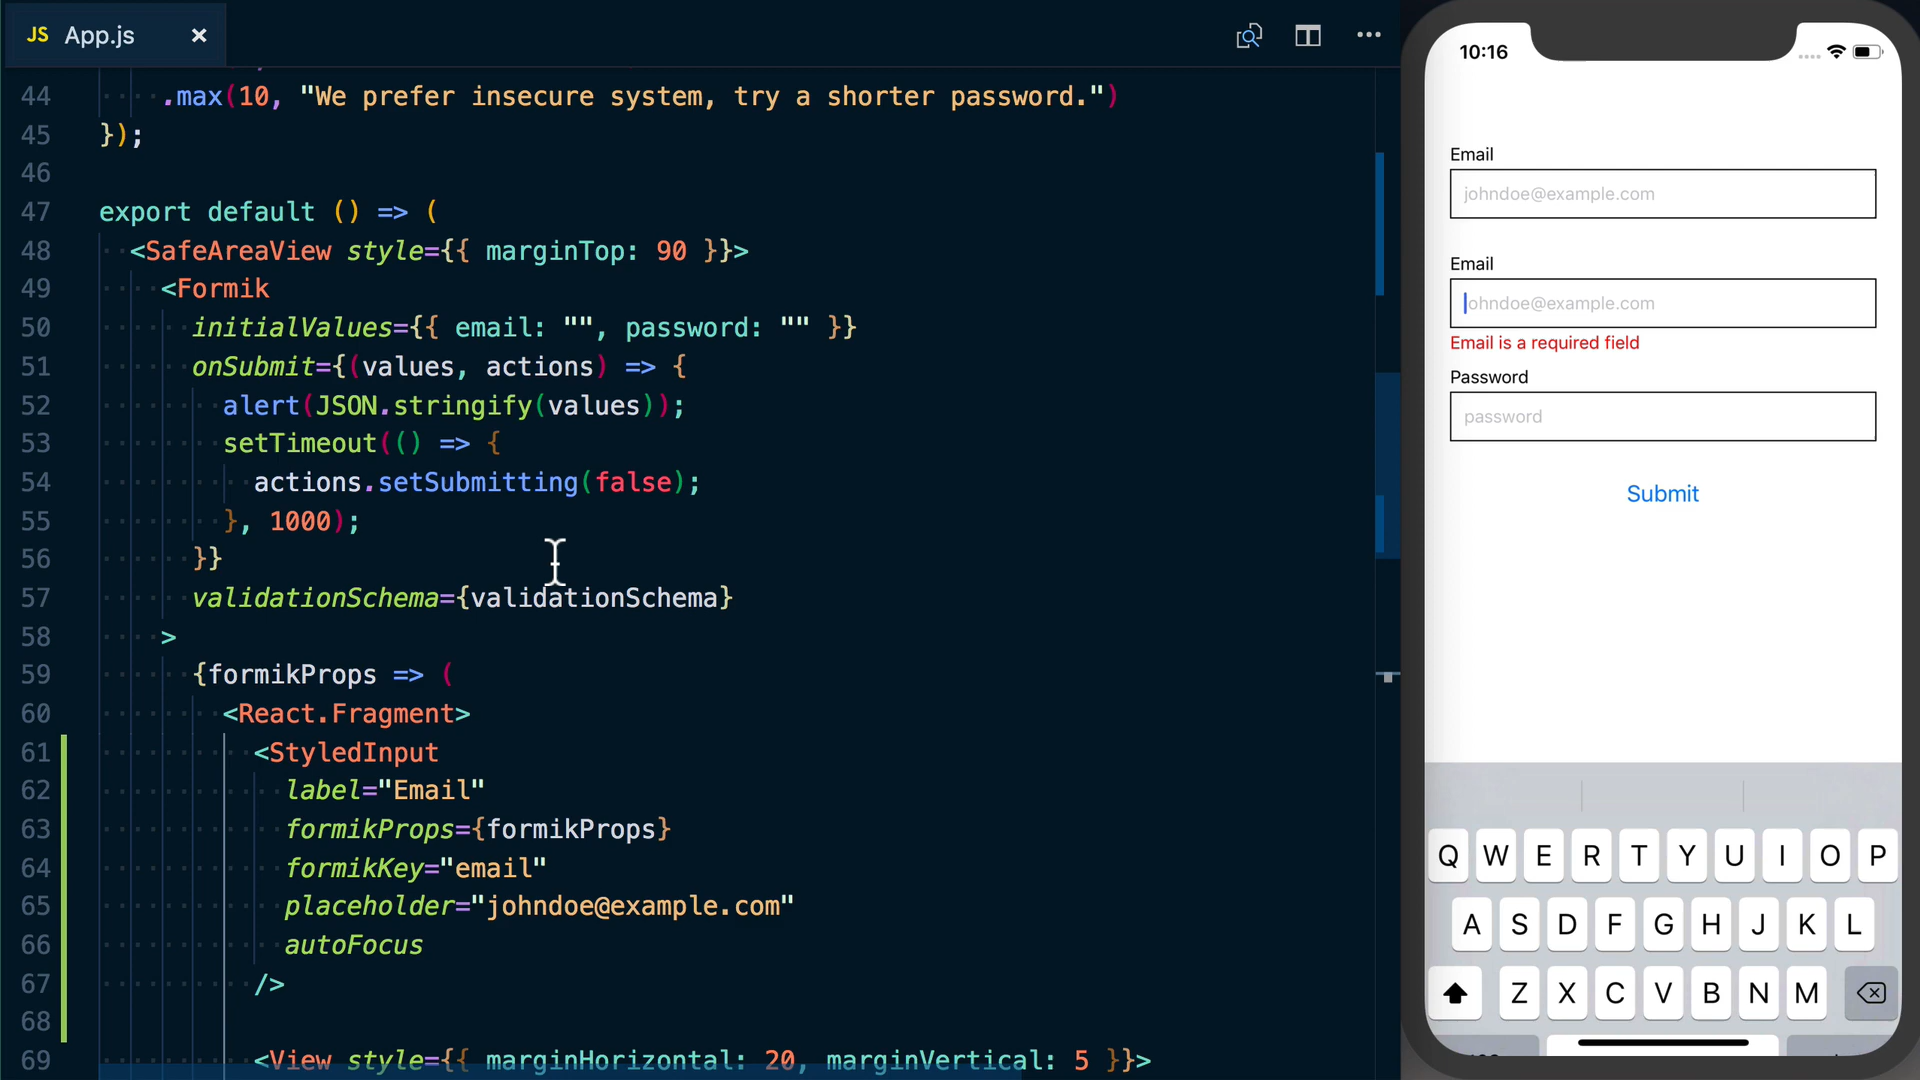 JS App.js ×
44 .max(10, "We prefer insecure system, try a shorter password.")
45 });
46
47 export default () => (
48 <SafeAreaView style={{ marginTop: 90 }}>
49 <Formik
50 initialValues={{ email: "", password: "" }}
51 onSubmit={(values, actions) => {
52 alert(JSON.stringify(values));
53 setTimeout(() => {
54 actions.setSubmitting(false);
55 }, 1000);
56 }}
57 validationSchema={validationSchema}
58 >
59 {formikProps => (
60 <React.Fragment>
61 <StyledInput
62 label="Email"
63 formikProps={formikProps}
64 formikKey="email"
65 placeholder="johndoe@example.com"
66 autoFocus
67 />
68
69 <View style={{ marginHorizontal: 20, marginVertical: 5 }}>
10:16
Email
johndoe@example.com
Email
johndoe@example.com
Email is a required field
Password
password
Submit
Q W E R T Y U I O P
A S D F G H J K L
Z X C V B N M